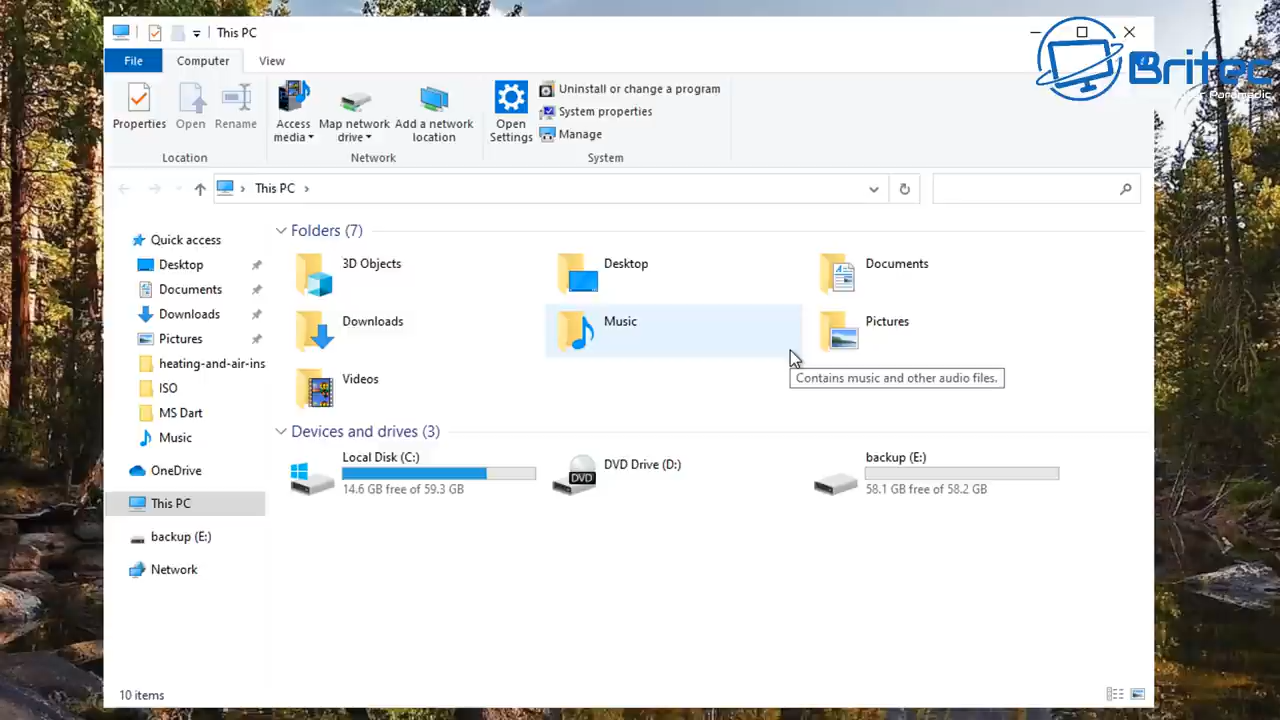 This PC
File
Computer
View
Properties
Open
Rename
Location
Access media
Map network drive
Add a network location
Network
Open Settings
Uninstall or change a program
System properties
Manage
System
This PC
Quick access
Desktop
Documents
Downloads
Pictures
heating-and-air-ins
ISO
MS Dart
Music
OneDrive
This PC
backup (E:)
Network
Folders (7)
3D Objects
Desktop
Documents
Downloads
Music
Pictures
Contains music and other audio files.
Videos
Devices and drives (3)
Local Disk (C:)
14.6 GB free of 59.3 GB
DVD Drive (D:)
DVD
backup (E:)
58.1 GB free of 58.2 GB
10 items
Britec
Paramedic